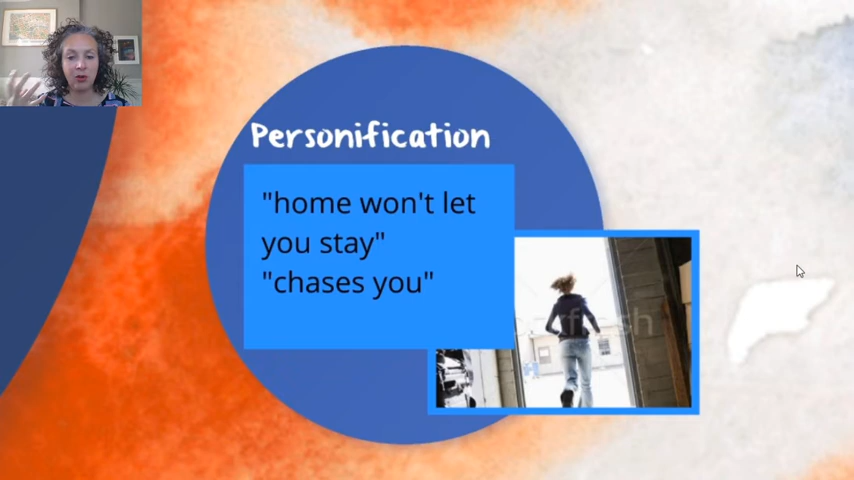 Personification
"home won't let
you stay"
"chases you"